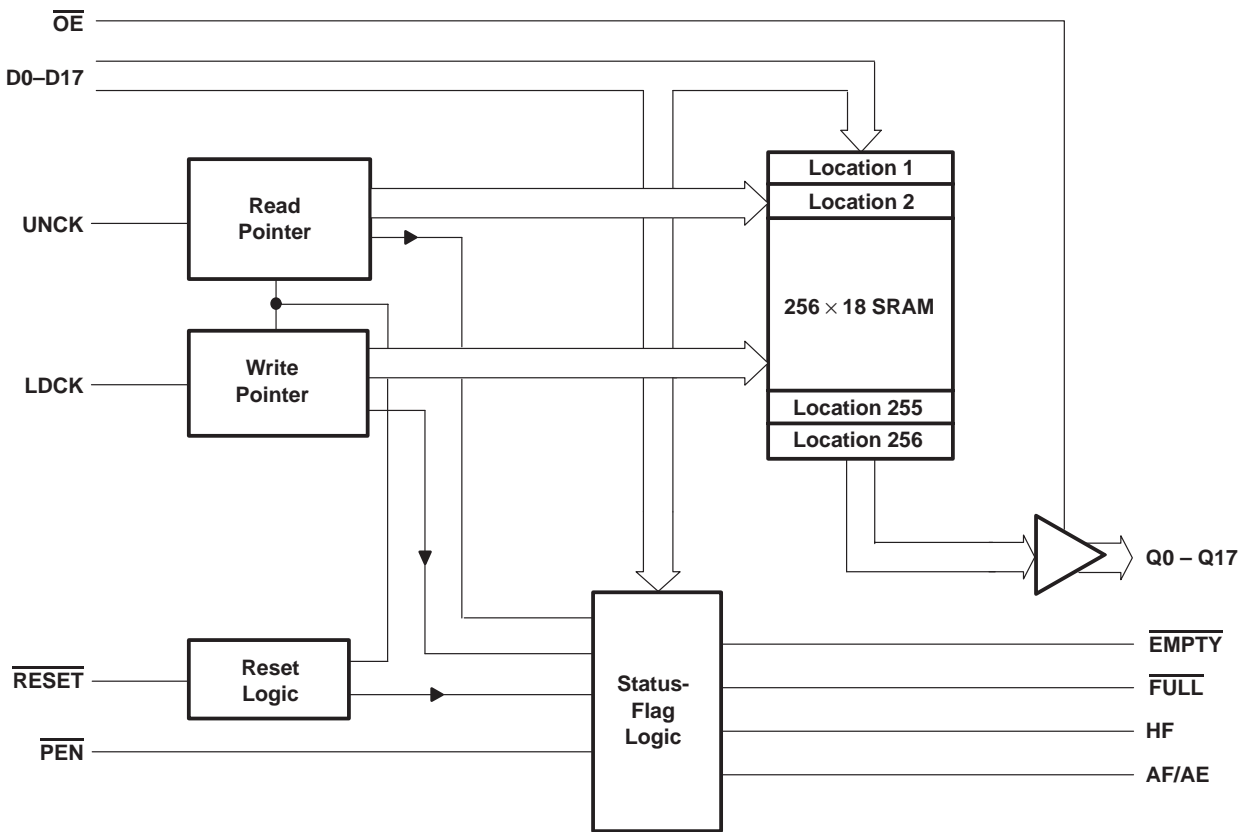 OE
D0–D17
Location 1
Location 2
Read
Pointer
UNCK
256 × 18 SRAM
Write
Pointer
LDCK
Location 255
Location 256
Q0 – Q17
EMPTY
Reset
Logic
RESET
Status-
Flag
Logic
FULL
HF
PEN
AF/AE